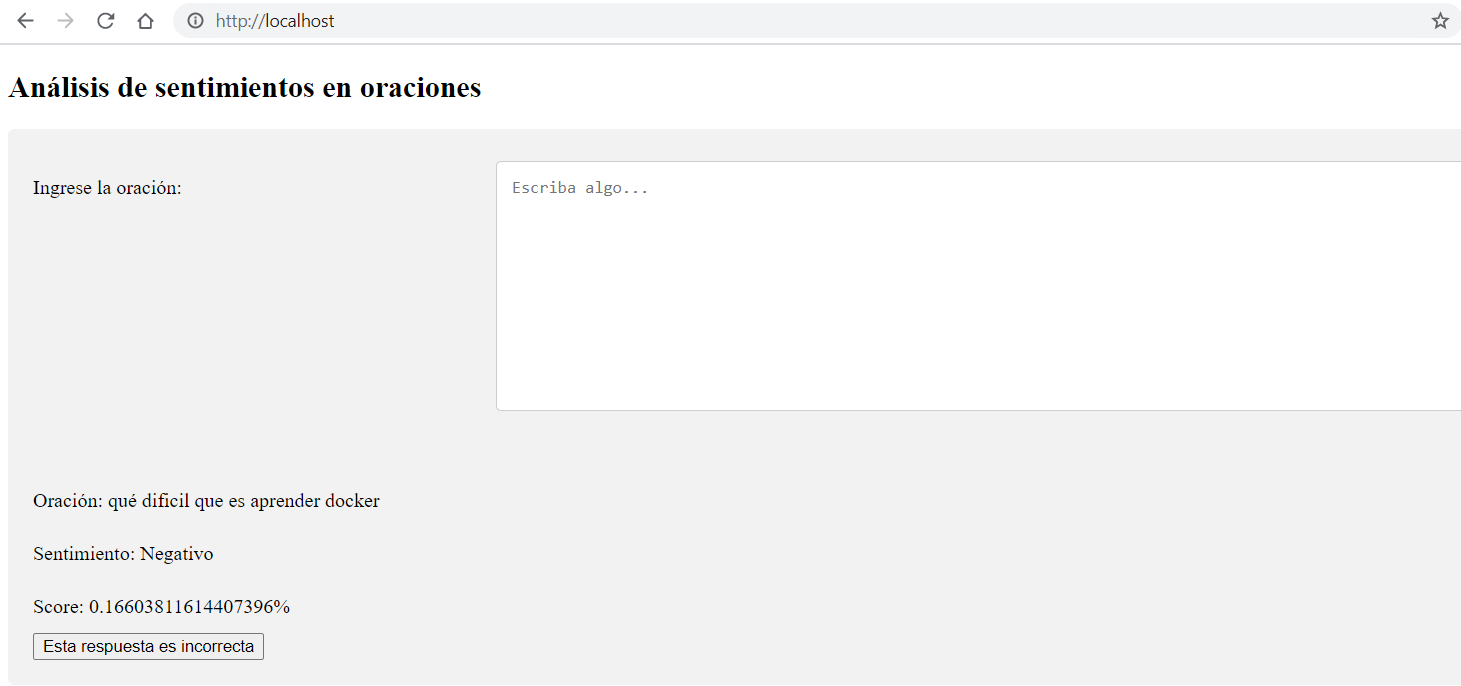 http://localhost
Análisis de sentimientos en oraciones
Ingrese la oración:
Escriba algo...
Oración: qué dificil que es aprender docker
Sentimiento: Negativo
Score: 0.16603811614407396%
Esta respuesta es incorrecta